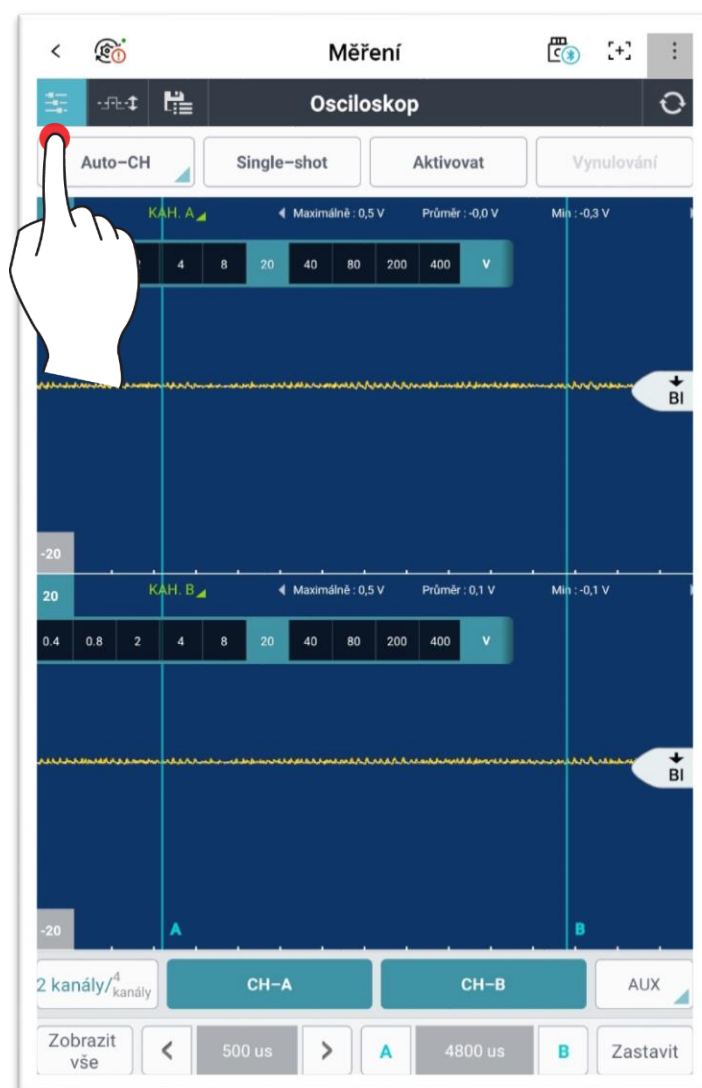 Měření
Osciloskop
Auto-CH Single-shot Aktivovat Vynulování
КАН. A Maximálně : 0,5 V Průměr : -0,0 V Min : -0,3 V
4 8 20 40 80 200 400 V
BI
-20
20 КАН. B Maximálně : 0,5 V Průměr : 0,1 V Min : -0,1 V
0.4 0.8 2 4 8 20 40 80 200 400 V
BI
-20 A B
2 kanály/4 kanály CH-A CH-B AUX
Zobrazit vše < 500 us > A 4800 us B Zastavit